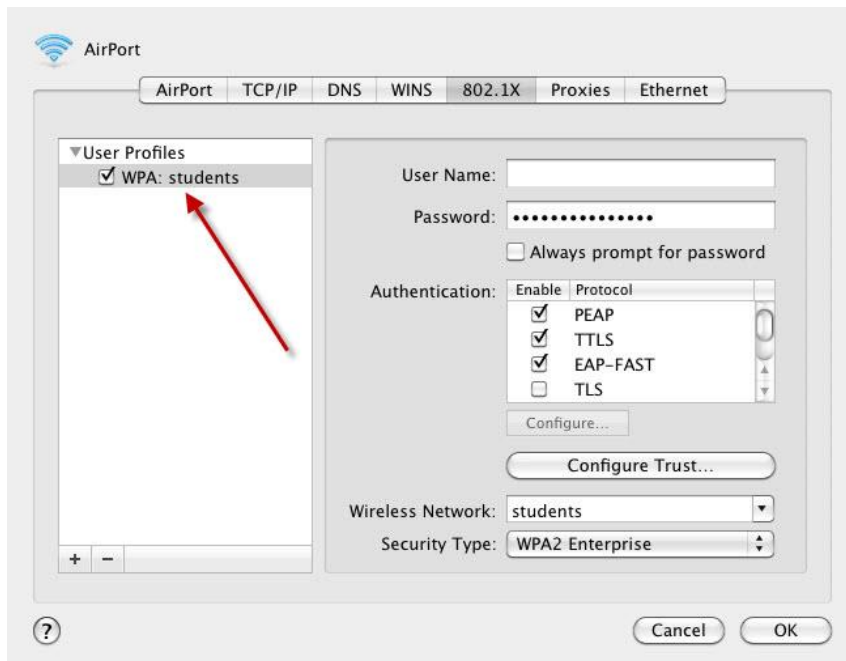 AirPort
AirPort TCP/IP DNS WINS 802.1X Proxies Ethernet
User Profiles
WPA: students
User Name:
Password: •••••••••••••••
Always prompt for password
Authentication: Enable Protocol
PEAP
TTLS
EAP-FAST
TLS
Configure...
Configure Trust...
Wireless Network: students
Security Type: WPA2 Enterprise
+ −
? Cancel OK